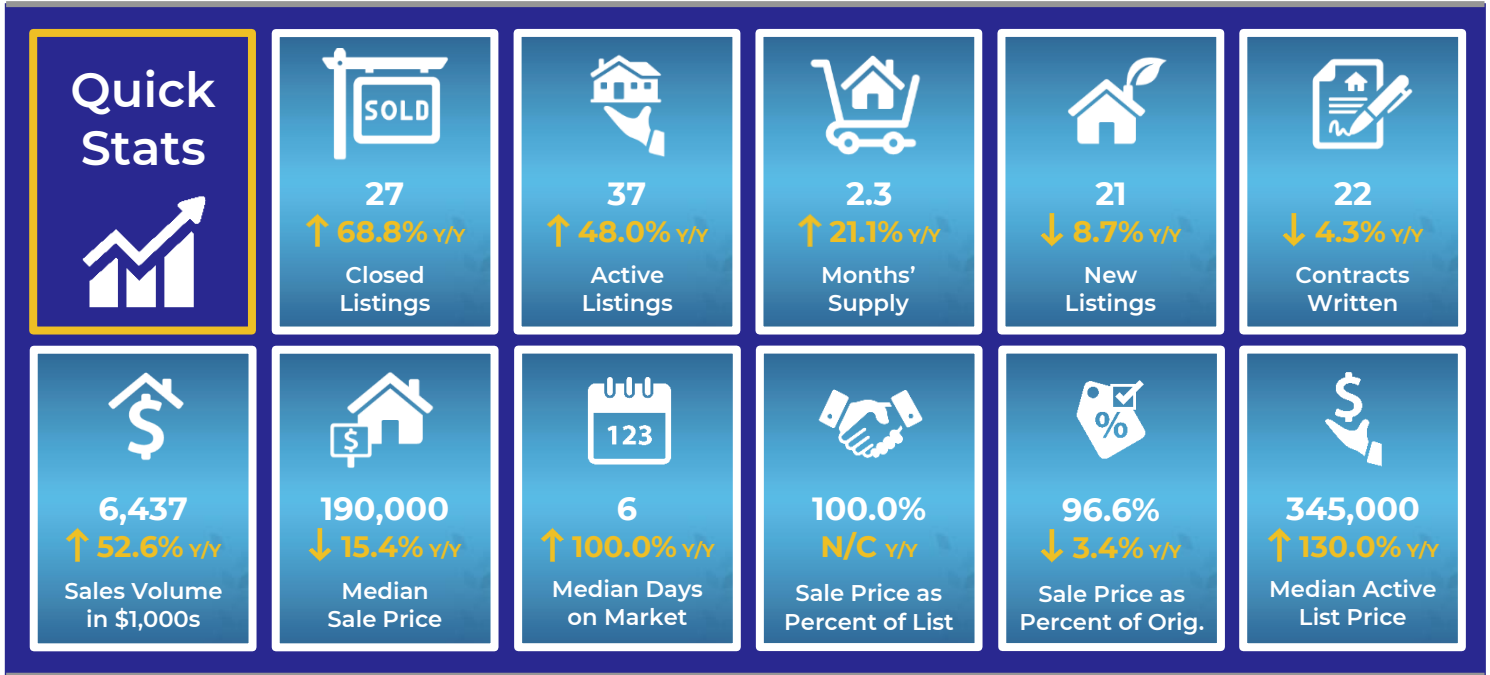 Quick
Stats
SOLD
27
↑ 68.8% Y/Y
Closed
Listings
37
↑ 48.0% Y/Y
Active
Listings
2.3
↑ 21.1% Y/Y
Months’
Supply
21
↓ 8.7% Y/Y
New
Listings
22
↓ 4.3% Y/Y
Contracts
Written
$
6,437
↑ 52.6% Y/Y
Sales Volume
in $1,000s
$
190,000
↓ 15.4% Y/Y
Median
Sale Price
123
6
↑ 100.0% Y/Y
Median Days
on Market
100.0%
N/C Y/Y
Sale Price as
Percent of List
%
96.6%
↓ 3.4% Y/Y
Sale Price as
Percent of Orig.
$
345,000
↑ 130.0% Y/Y
Median Active
List Price